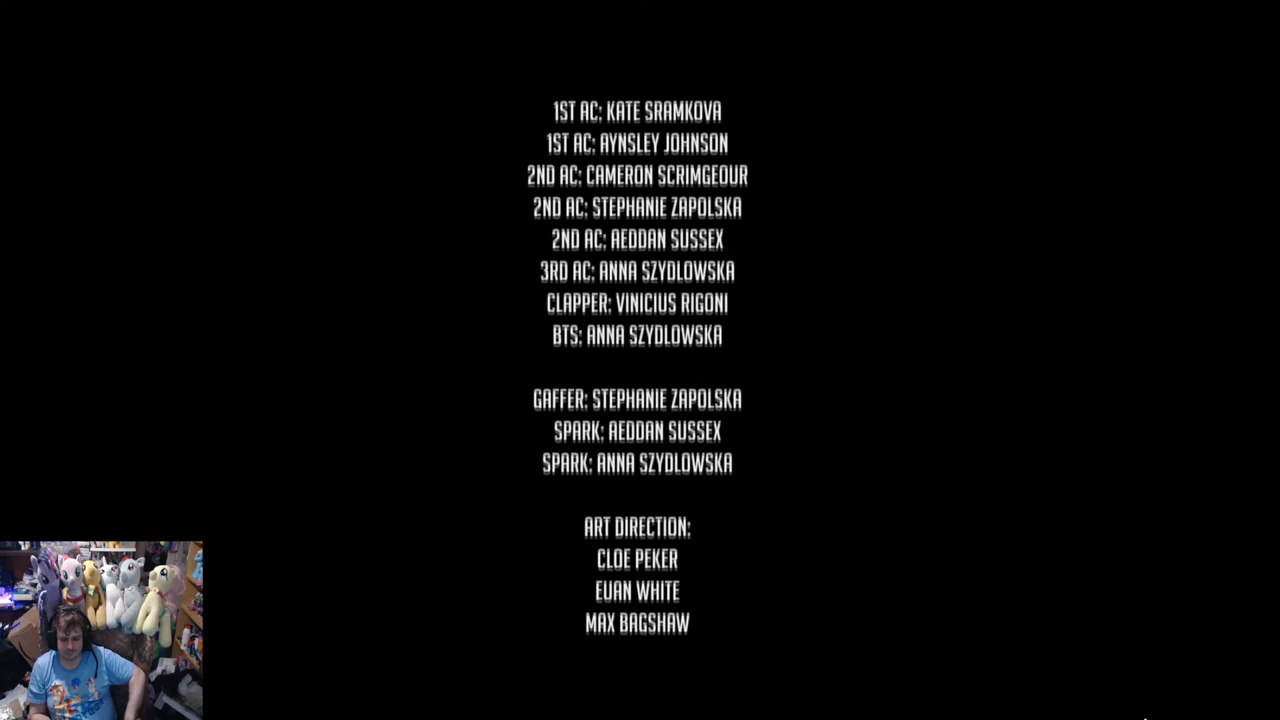 1ST AC: KATE SRAMKOVA
1ST AC: AYNSLEY JOHNSON
2ND AC: CAMERON SCRIMGEOUR
2ND AC: STEPHANIE ZAPOLSKA
2ND AC: AEDDAN SUSSEX
3RD AC: ANNA SZYDLOWSKA
CLAPPER: VINICIUS RIGONI
BTS: ANNA SZYDLOWSKA
GAFFER: STEPHANIE ZAPOLSKA
SPARK: AEDDAN SUSSEX
SPARK: ANNA SZYDLOWSKA
ART DIRECTION:
CLOE PEKER
EUAN WHITE
MAX BAGSHAW